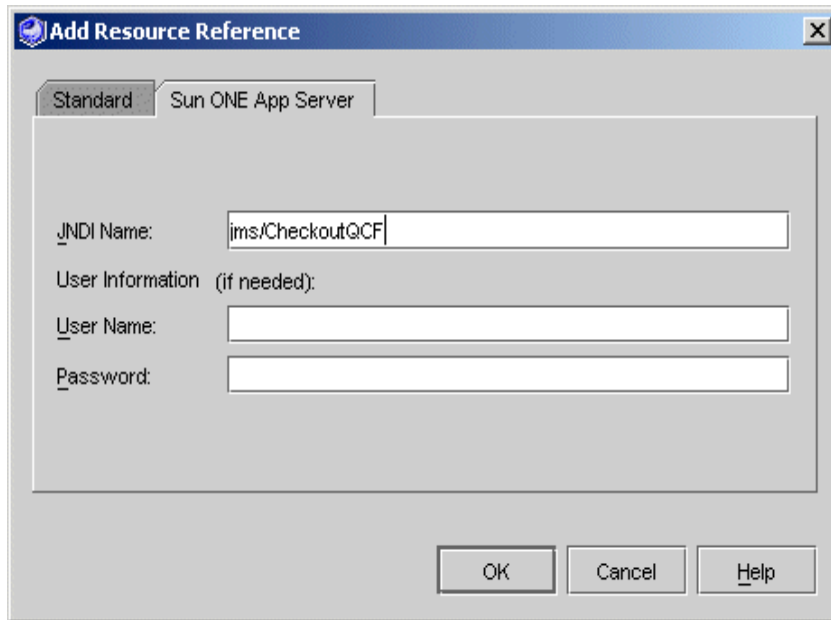 Add Resource Reference
Standard Sun ONE App Server
JNDI Name: jms/CheckoutQCF
User Information (if needed):
User Name:
Password:
OK Cancel Help